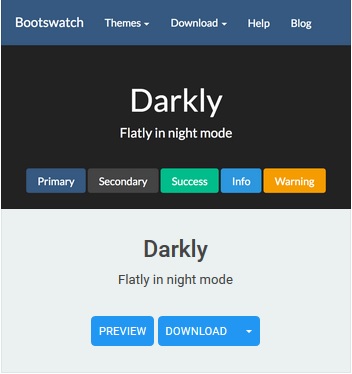 Bootswatch Themes Download Help Blog
Darkly
Flatly in night mode
Primary Secondary Success Info Warning
Darkly
Flatly in night mode
PREVIEW DOWNLOAD